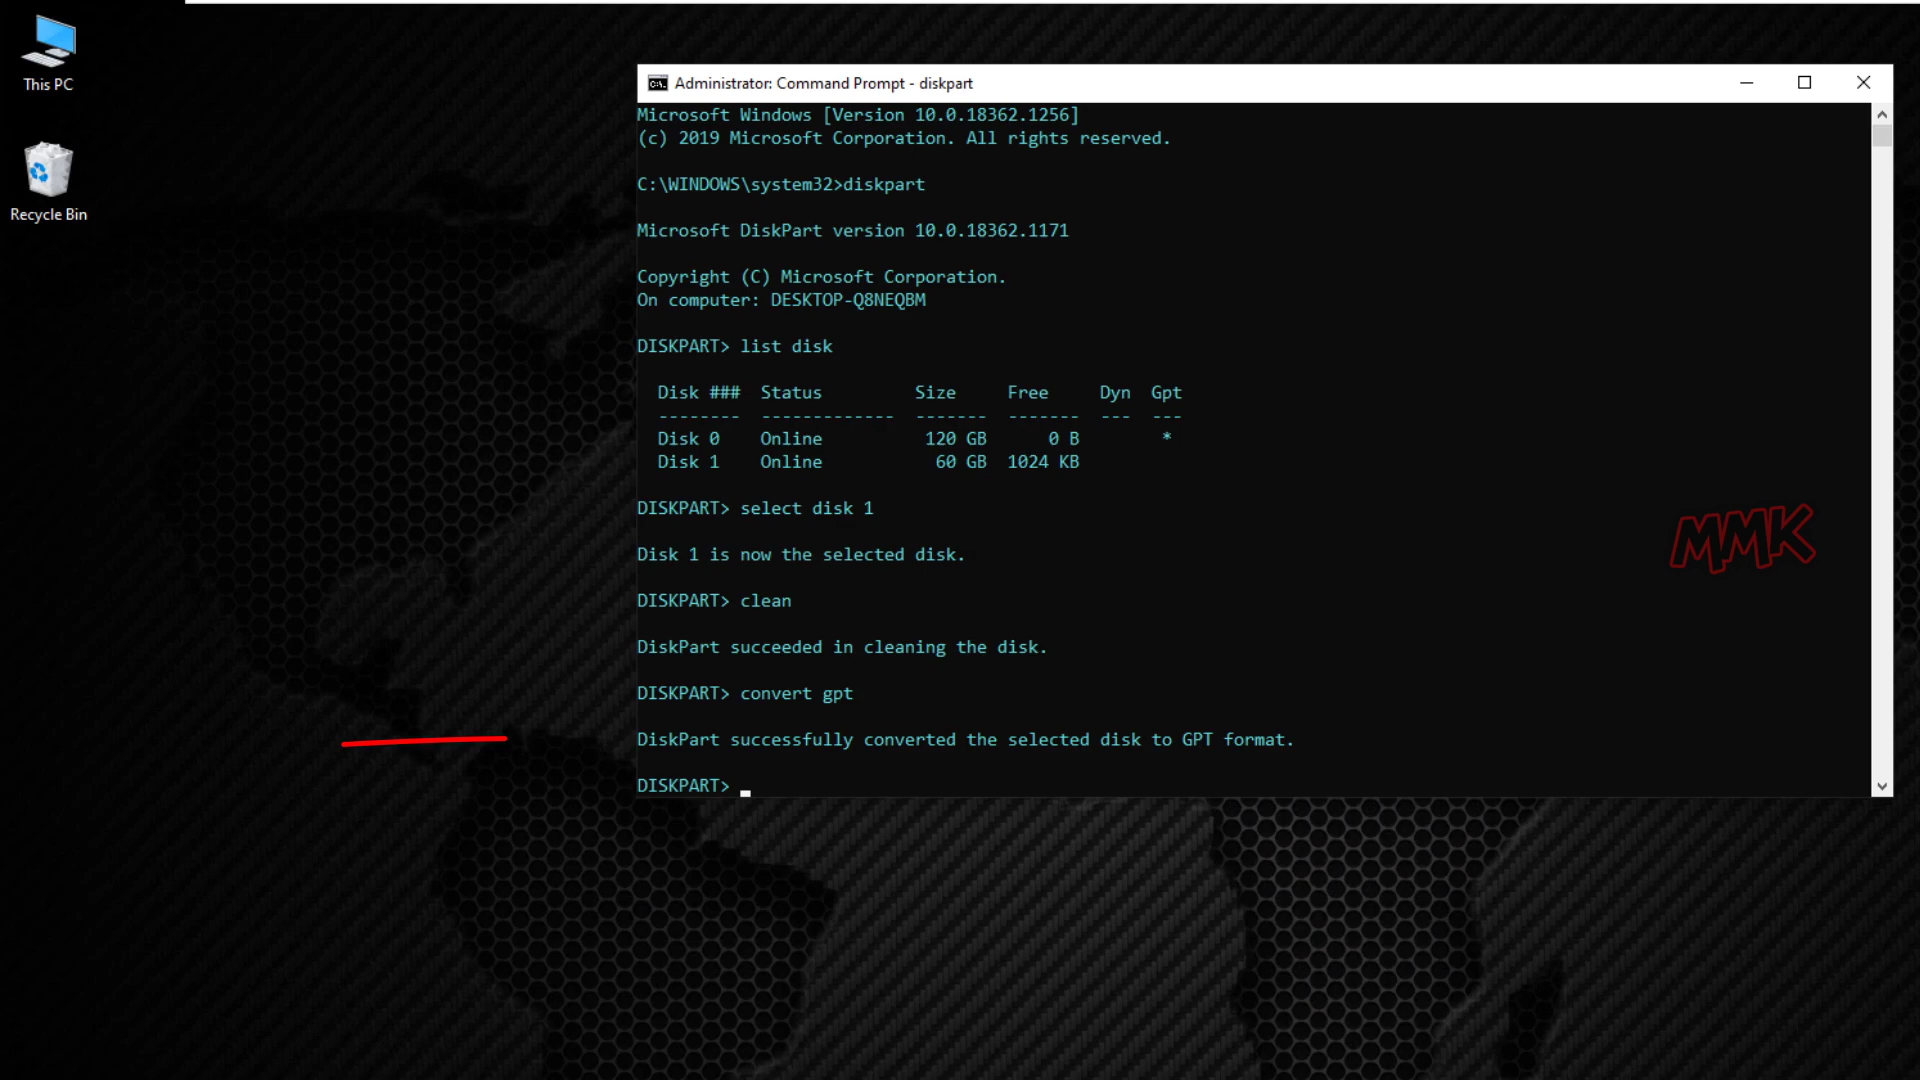 This PC
Recycle Bin
Administrator: Command Prompt - diskpart
Microsoft Windows [Version 10.0.18362.1256]
(c) 2019 Microsoft Corporation. All rights reserved.
C:\WINDOWS\system32>diskpart
Microsoft DiskPart version 10.0.18362.1171
Copyright (C) Microsoft Corporation.
On computer: DESKTOP-Q8NEQBM
DISKPART> list disk
Disk ###  Status         Size     Free     Dyn  Gpt
--------  -------------  -------  -------  ---  ---
Disk 0    Online          120 GB      0 B        *
Disk 1    Online           60 GB  1024 KB
DISKPART> select disk 1
Disk 1 is now the selected disk.
DISKPART> clean
DiskPart succeeded in cleaning the disk.
DISKPART> convert gpt
DiskPart successfully converted the selected disk to GPT format.
DISKPART>
MMK